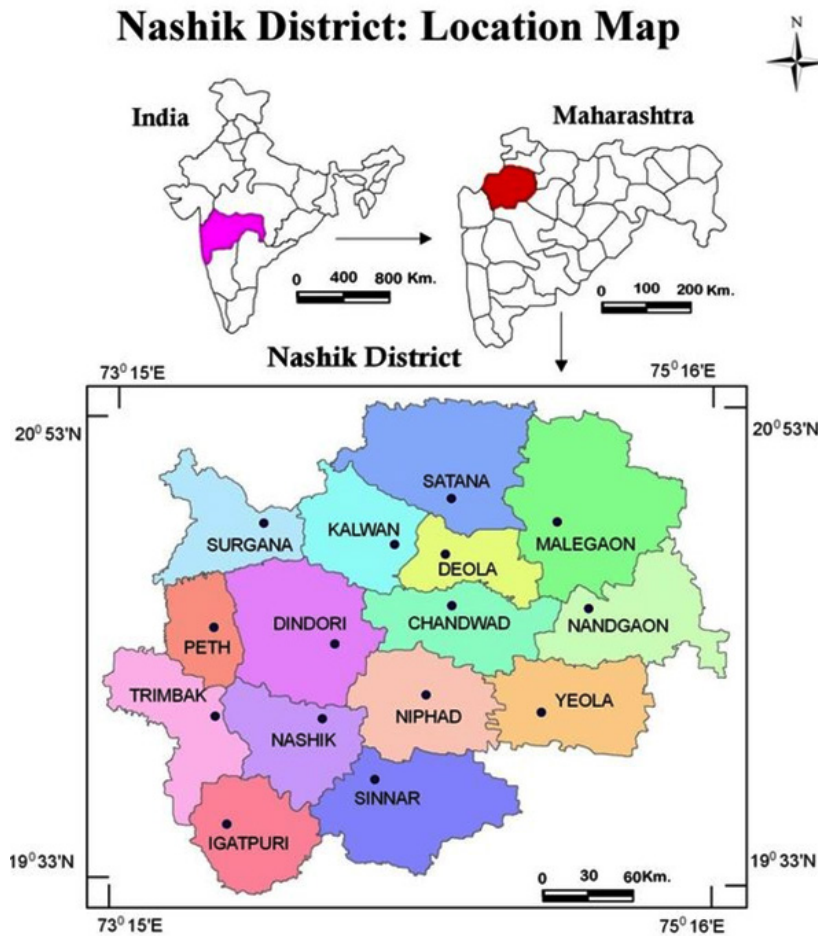 Nashik District: Location Map
N
India
Maharashtra
0 400 800 Km.
0 100 200 Km.
Nashik District
73⁰ 15'E
75⁰ 16'E
20⁰ 53'N
20⁰ 53'N
SATANA
KALWAN
SURGANA
MALEGAON
DEOLA
DINDORI
CHANDWAD
NANDGAON
PETH
TRIMBAK
YEOLA
NIPHAD
NASHIK
SINNAR
IGATPURI
19⁰ 33'N
19⁰ 33'N
0 30 60Km.
73⁰ 15'E
75⁰ 16'E